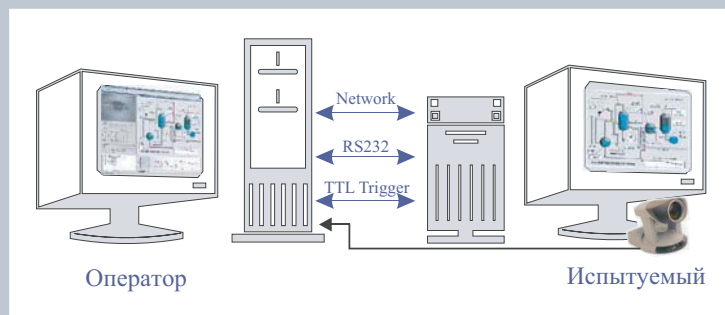 Network
RS232
TTL Trigger
Оператор
Испытуемый